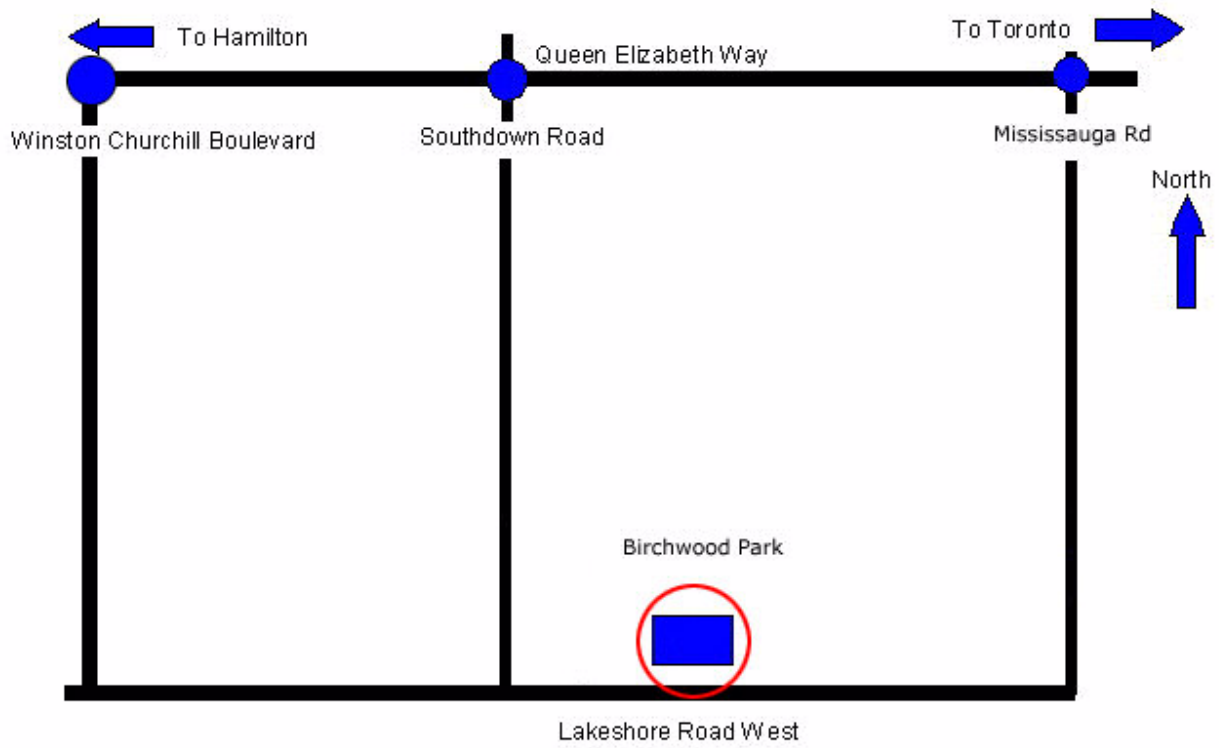 To Hamilton
To Toronto
Queen Elizabeth Way
Winston Churchill Boulevard
Southdown Road
Mississauga Rd
North
Birchwood Park
Lakeshore Road West